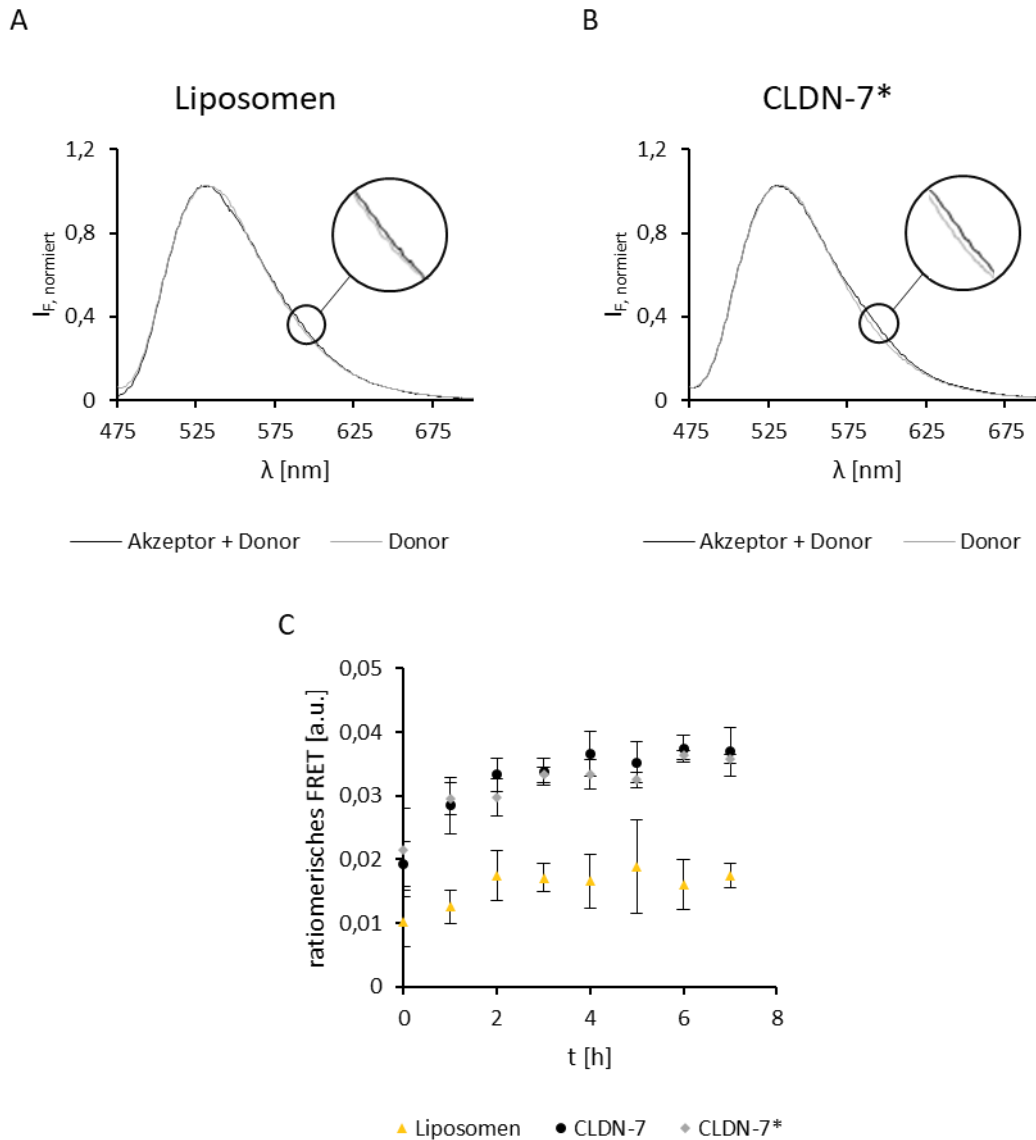 A
Liposomen
1,2
0,8
0,4
0
I F, normiert
475 525 575 625 675
λ [nm]
Akzeptor + Donor Donor
B
CLDN-7*
1,2
0,8
0,4
0
I F, normiert
475 525 575 625 675
λ [nm]
Akzeptor + Donor Donor
C
0,05
0,04
0,03
0,02
0,01
0
ratiomerisches FRET [a.u.]
0 2 4 6 8
t [h]
Liposomen CLDN-7 CLDN-7*